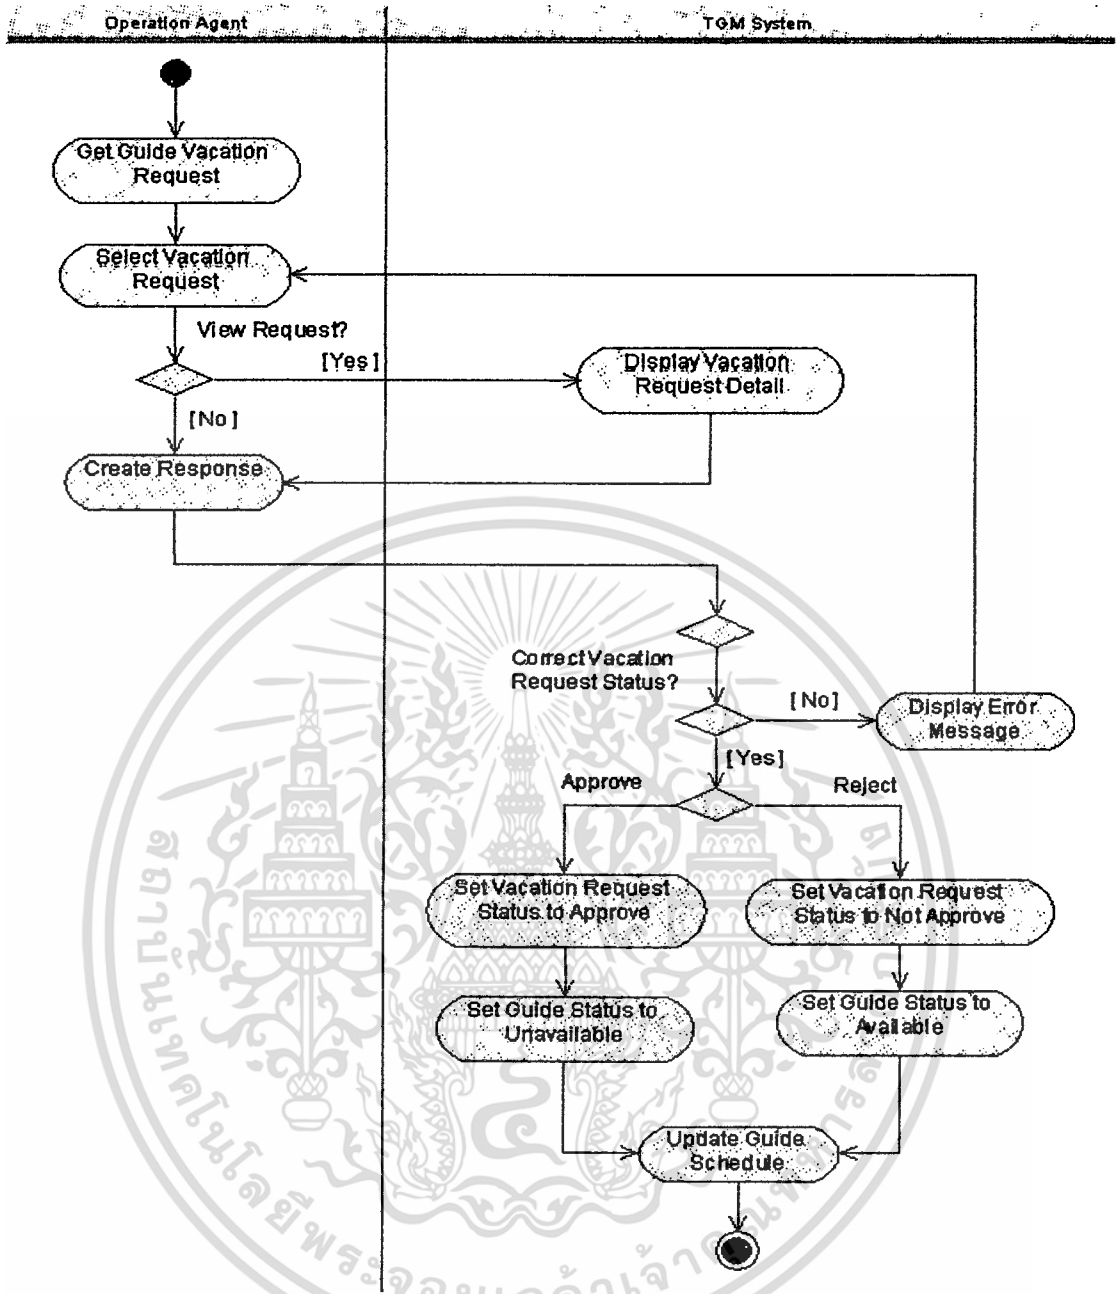 Operation Agent
TGM System
Get Guide Vacation
Request
Select Vacation
Request
View Request?
[Yes]
Display Vacation
Request Detail
[No]
Create Response
Correct Vacation
Request Status?
[No]
Display Error
Message
[Yes]
Approve
Reject
Set Vacation Request
Status to Approve
Set Vacation Request
Status to Not Approve
Set Guide Status to
Unavailable
Set Guide Status to
Available
Update Guide
Schedule